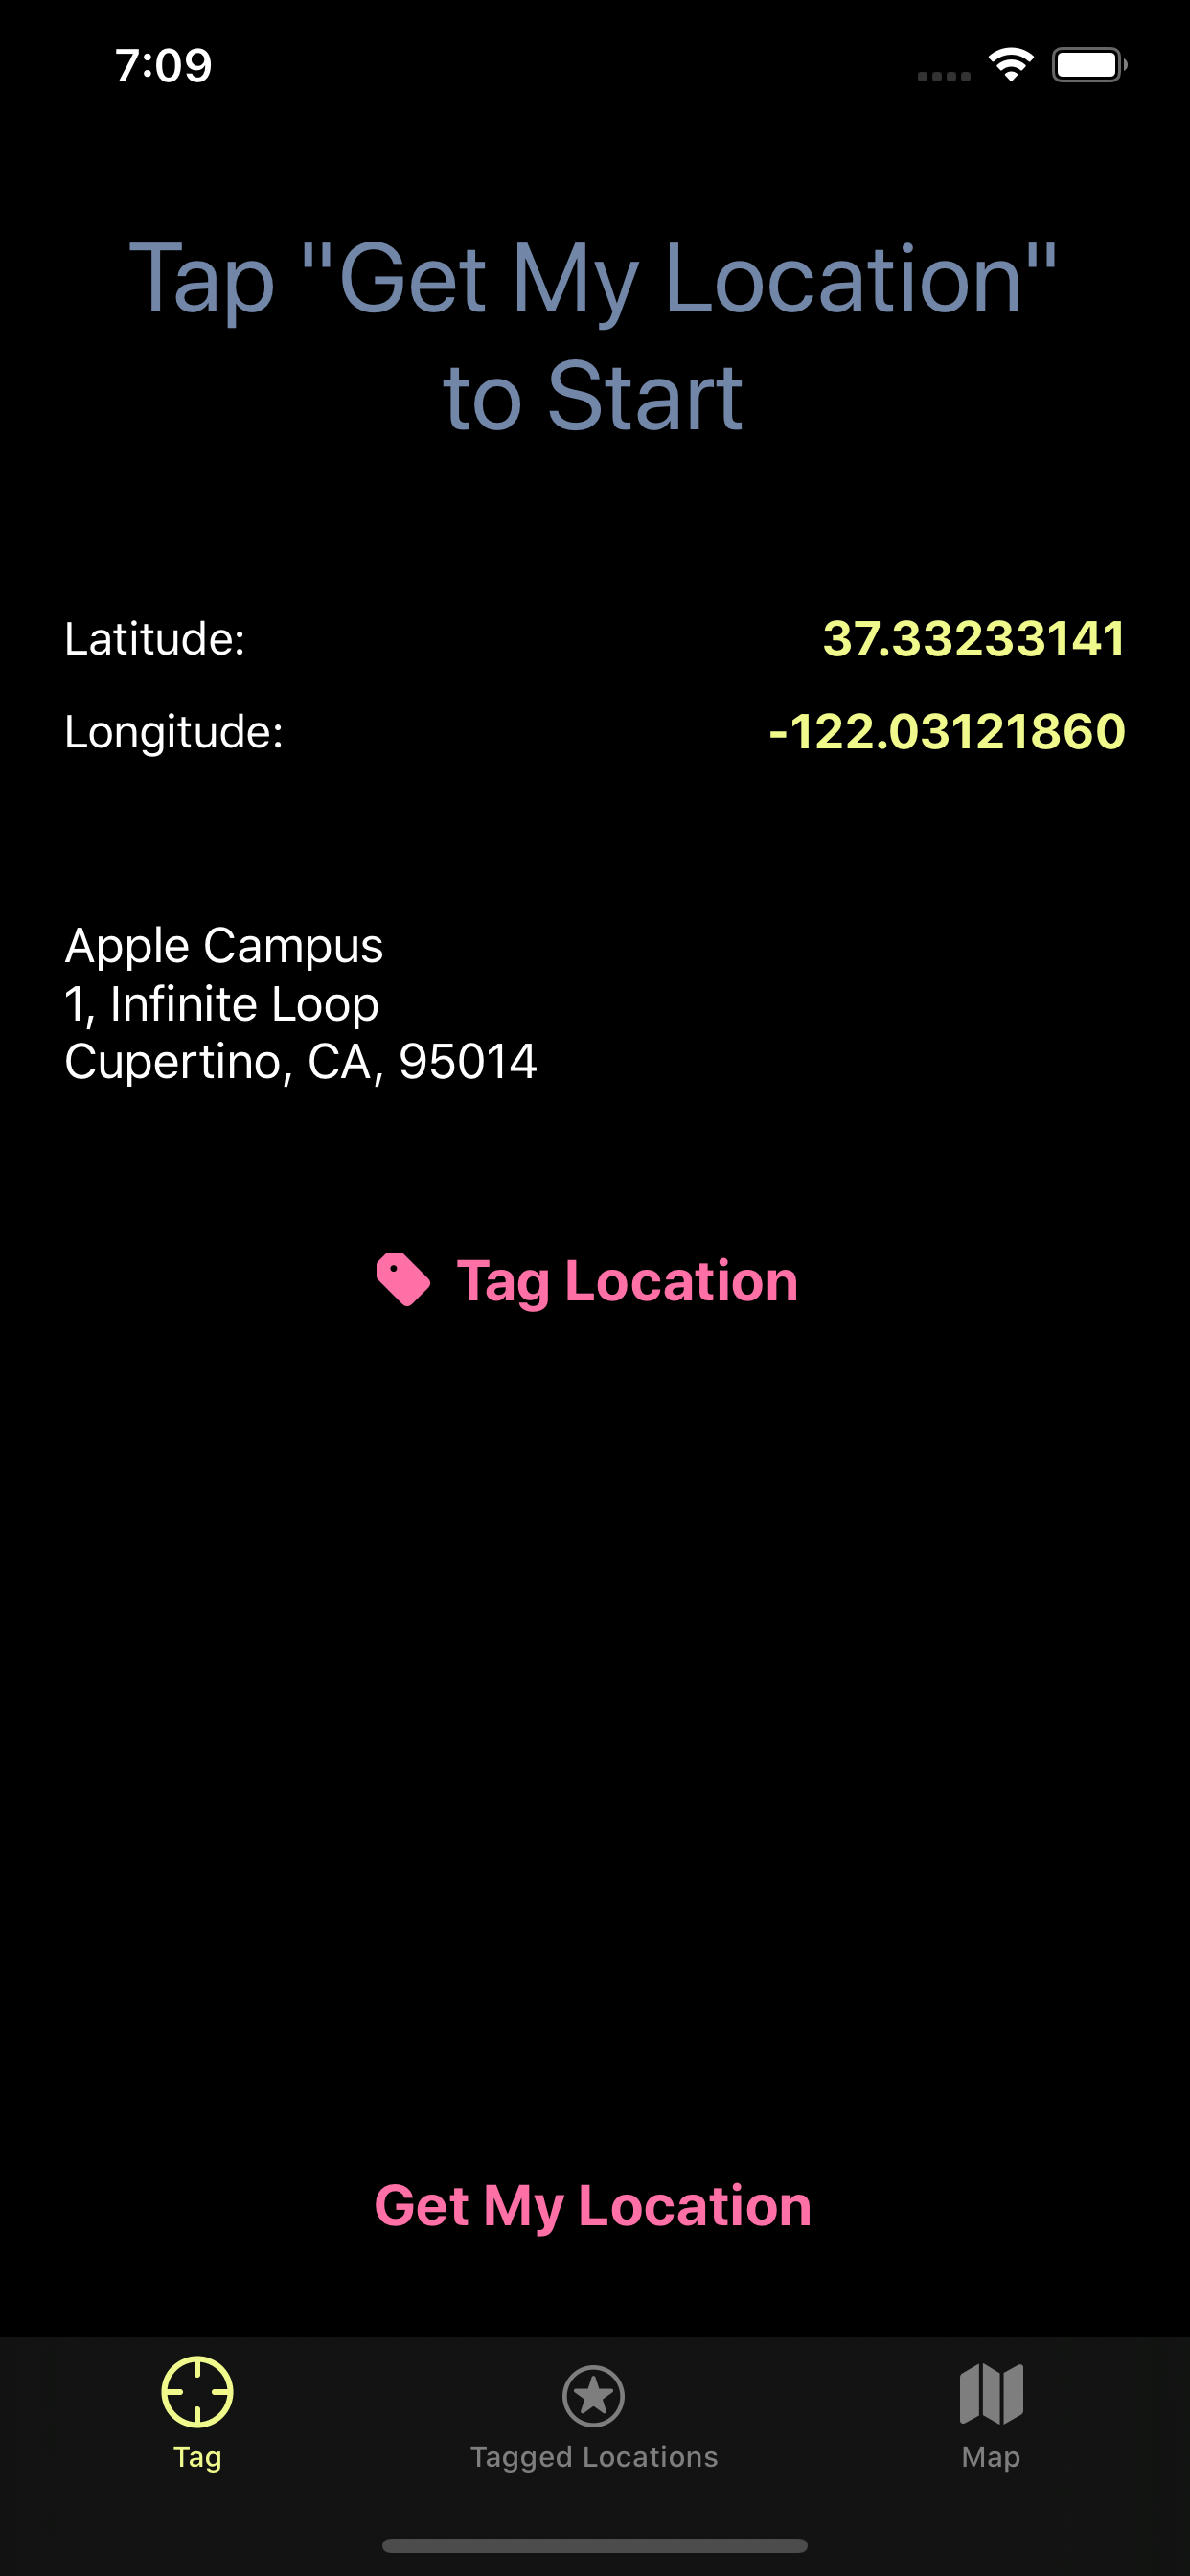 7:09
Tap "Get My Location"
to Start
Latitude:
37.33233141
Longitude:
-122.03121860
Apple Campus
1, Infinite Loop
Cupertino, CA, 95014
Tag Location
Get My Location
Tag
Tagged Locations
Map